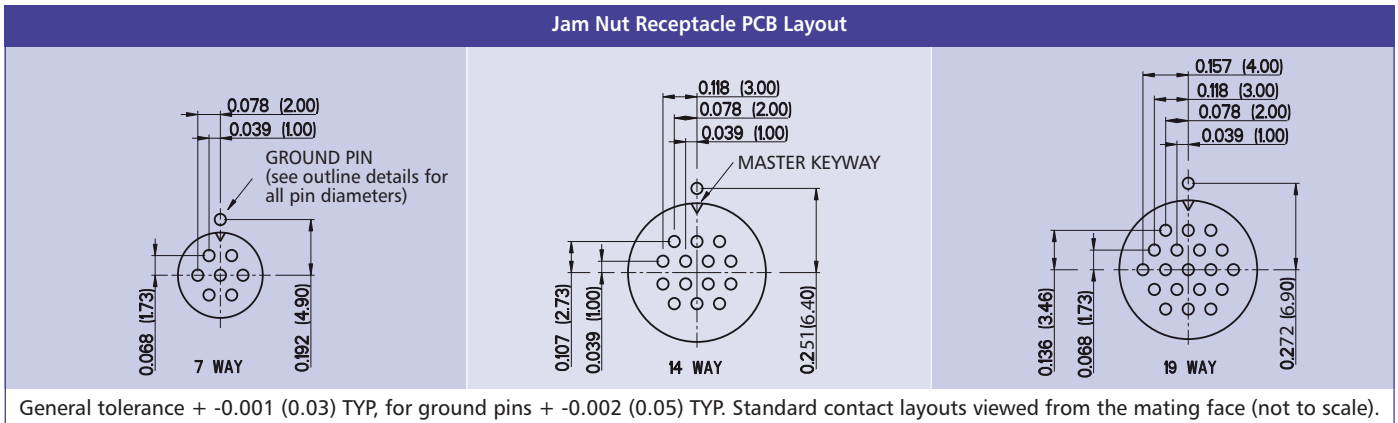 Jam Nut Receptacle PCB Layout
0.078 (2.00)
0.039 (1.00)
GROUND PIN
(see outline details for
all pin diameters)
0.068 (1.73)
0.192 (4.90)
7 WAY
0.118 (3.00)
0.078 (2.00)
0.039 (1.00)
MASTER KEYWAY
0.107 (2.73)
0.039 (1.00)
0.251(6.40)
14 WAY
0.157 (4.00)
0.118 (3.00)
0.078 (2.00)
0.039 (1.00)
0.136 (3.46)
0.068 (1.73)
0.272 (6.90)
19 WAY
General tolerance + -0.001 (0.03) TYP, for ground pins + -0.002 (0.05) TYP. Standard contact layouts viewed from the mating face (not to scale).